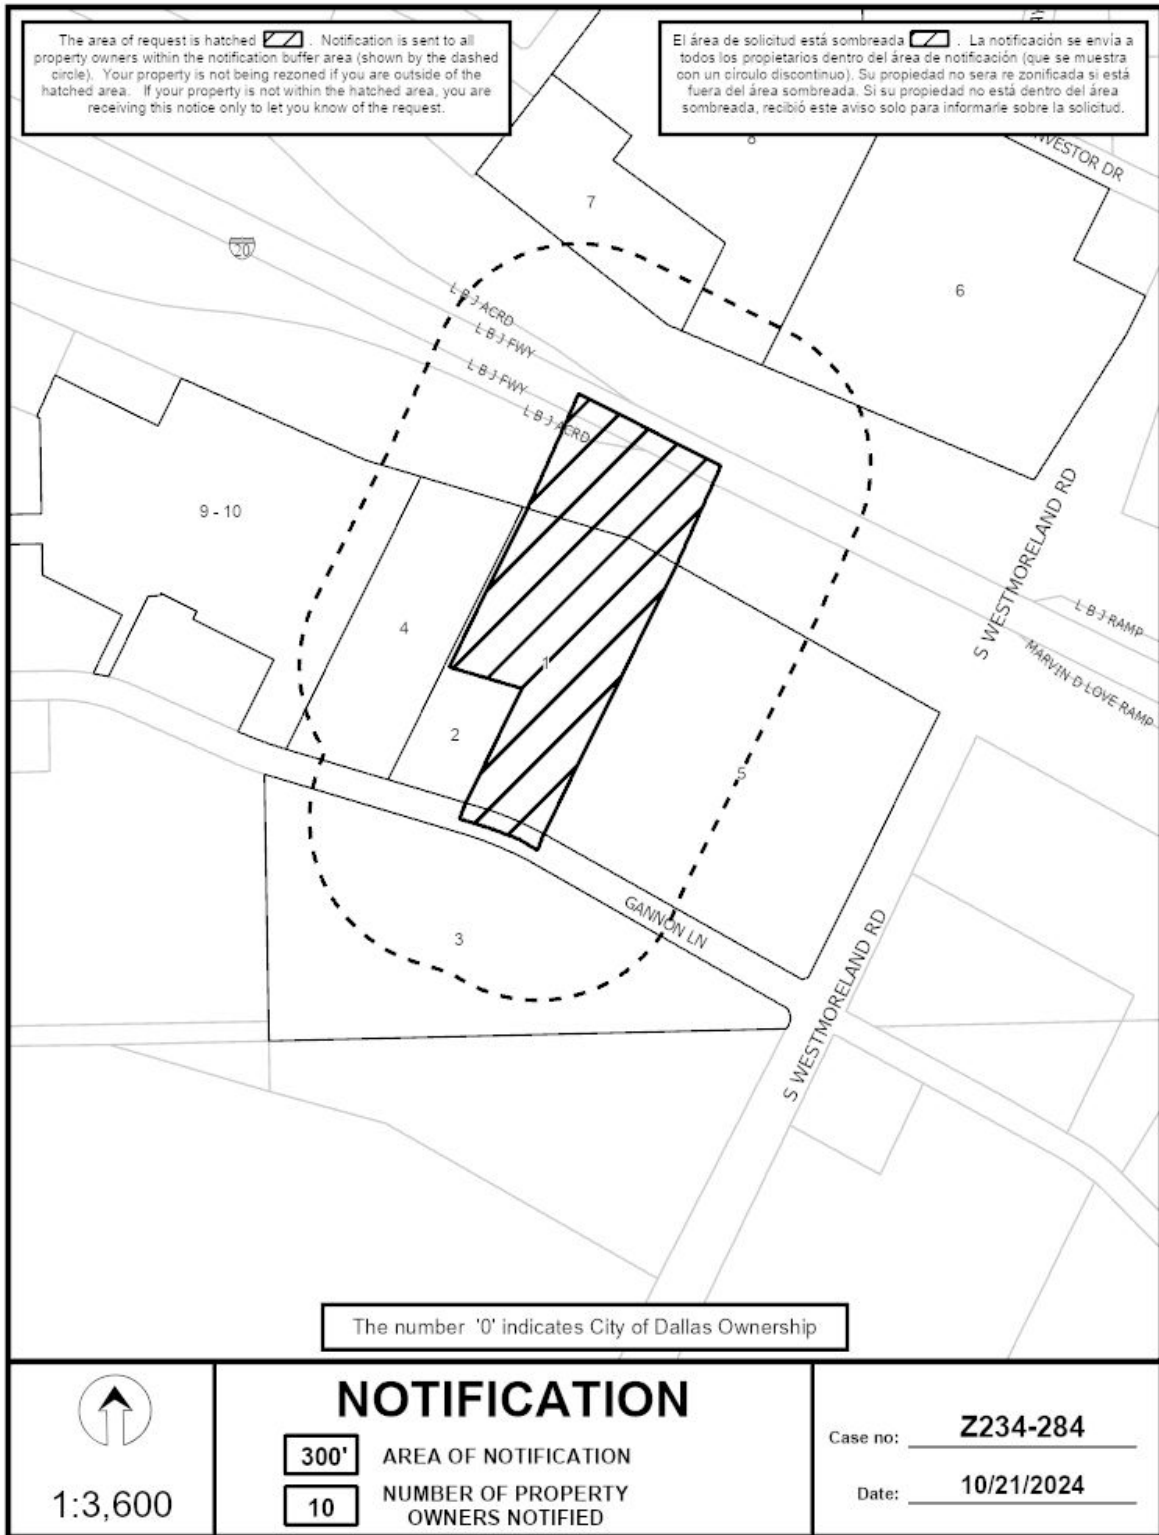 The area of request is hatched . Notification is sent to all
property owners within the notification buffer area (shown by the dashed
circle). Your property is not being rezoned if you are outside of the
hatched area. If your property is not within the hatched area, you are
receiving this notice only to let you know of the request.
El área de solicitud está sombreada . La notificación se envía a
todos los propietarios dentro del área de notificación (que se muestra
con un círculo discontinuo). Su propiedad no sera re zonificada si está
fuera del área sombreada. Si su propiedad no está dentro del área
sombreada, recibió este aviso solo para informarle sobre la solicitud.
8
INVESTOR DR
7
20
6
L B J ACRD
L B J FWY
L B J FWY
L B J ACRD
9 - 10
S WESTMORELAND RD
4
L B J RAMP
1
MARVIN D LOVE RAMP
2
5
GANNON LN
3
S WESTMORELAND RD
The number '0' indicates City of Dallas Ownership
1:3,600
NOTIFICATION
300' AREA OF NOTIFICATION
10 NUMBER OF PROPERTY
OWNERS NOTIFIED
Case no: Z234-284
Date: 10/21/2024